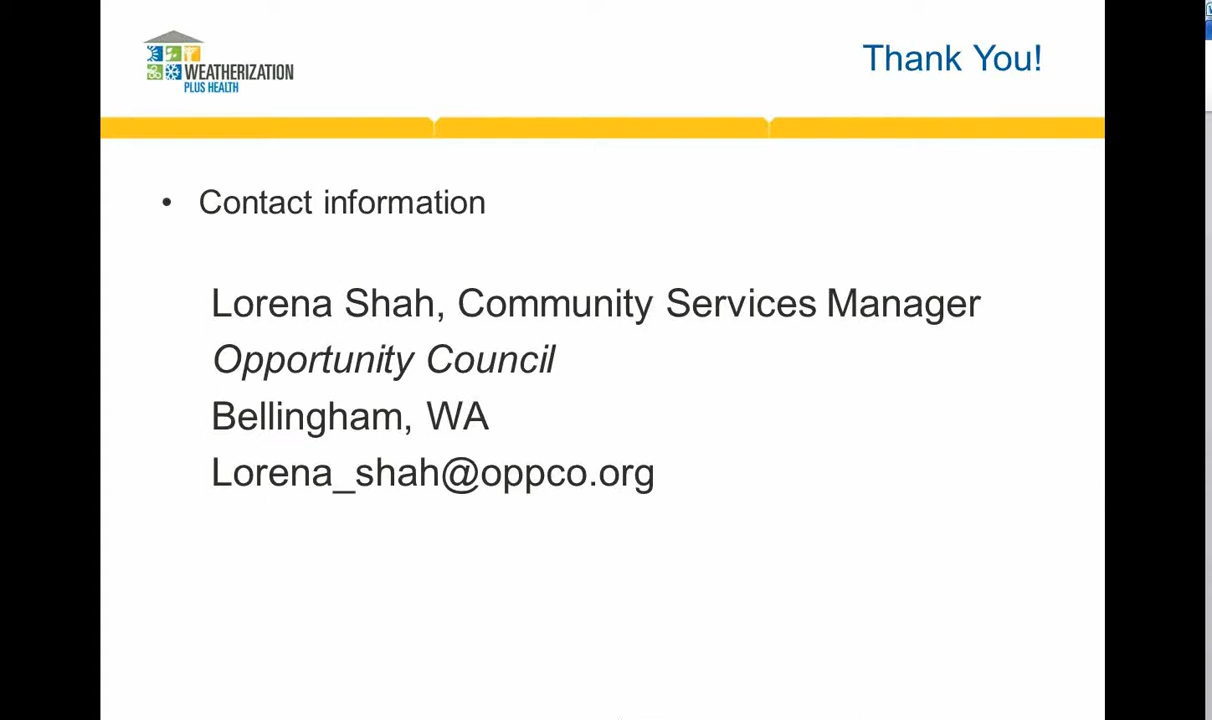 WEATHERIZATION
PLUS HEALTH
Thank You!
• Contact information
Lorena Shah, Community Services Manager
Opportunity Council
Bellingham, WA
Lorena_shah@oppco.org